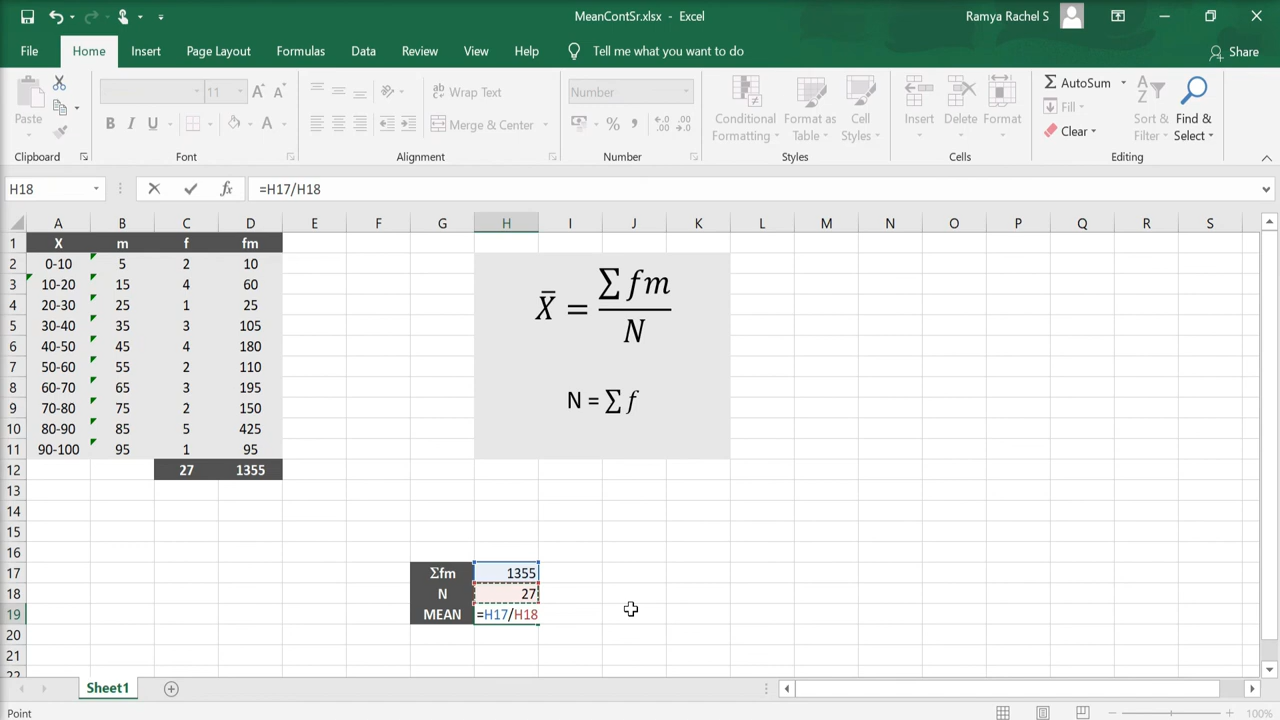 MeanContSr.xlsx - Excel
Ramya Rachel S
File Home Insert Page Layout Formulas Data Review View Help Tell me what you want to do Share
Paste
Clipboard
11 A A
B I U A
Font
Wrap Text
Merge & Center
Alignment
Number
% ,
Number
Conditional Formatting
Format as Table
Cell Styles
Styles
Insert Delete Format
Cells
AutoSum
Fill
Clear
Sort & Filter
Find & Select
Editing
H18 fx =H17/H18
A B C D E F G H I J K L M N O P Q R S
1 X m f fm
2 0-10 5 2 10
3 10-20 15 4 60
4 20-30 25 1 25
5 30-40 35 3 105
6 40-50 45 4 180
7 50-60 55 2 110
8 60-70 65 3 195
9 70-80 75 2 150
10 80-90 85 5 425
11 90-100 95 1 95
12 27 1355
13
14
15
16
17 Σfm 1355
18 N 27
19 MEAN =H17/H18
20
21
22
X̄ = ∑ fm / N
N = ∑ f
Sheet1
Point
100%